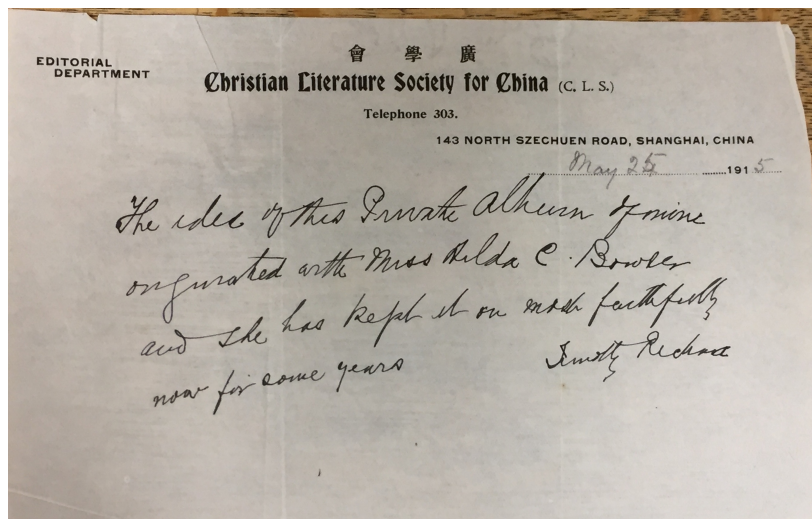 EDITORIAL
DEPARTMENT
會 學 廣
Christian Literature Society for China (C. L. S.)
Telephone 303.
143 NORTH SZECHUEN ROAD, SHANGHAI, CHINA
May 25 1915
The idea of this Private Album of mine
originated with Miss Hilda C. Bowser
and she has kept it on most faithfully
now for some years
Timothy Richard